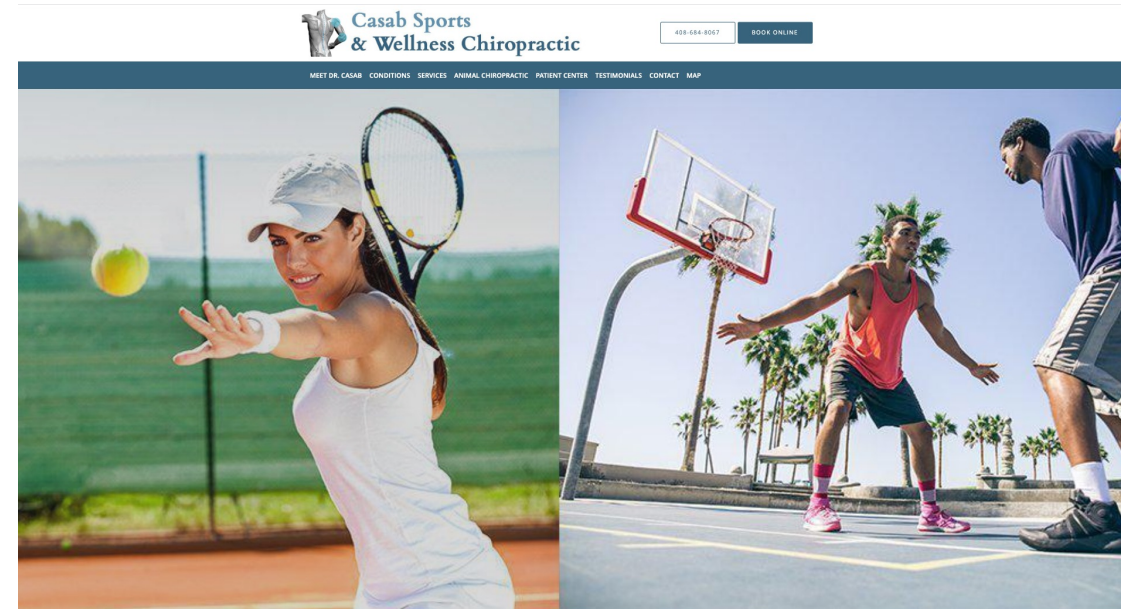 Casab Sports
& Wellness Chiropractic
408-684-8067
BOOK ONLINE
MEET DR. CASAB CONDITIONS SERVICES ANIMAL CHIROPRACTIC PATIENT CENTER TESTIMONIALS CONTACT MAP